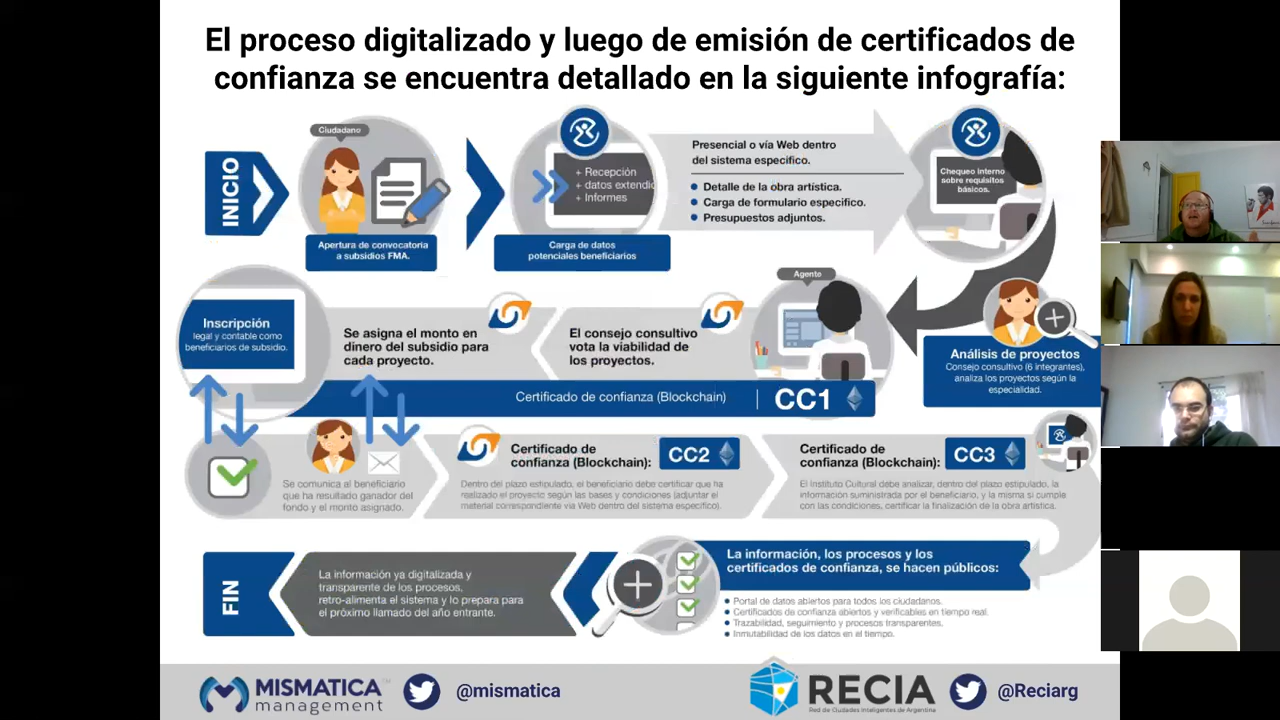 El proceso digitalizado y luego de emisión de certificados de
confianza se encuentra detallado en la siguiente infografía:
INICIO
Ciudadano
Apertura de convocatoria
a subsidios FMA.
+ Recepción
+ datos extendic
+ Informes
Carga de datos
potenciales beneficiarios
Presencial o vía Web dentro
del sistema específico.
Detalle de la obra artística.
Carga de formulario especifico.
Presupuestos adjuntos.
Chequeo interno
sobre requisitos
básicos.
Inscripción
legal y contable como
beneficiarios de subsidio.
Se asigna el monto en
dinero del subsidio para
cada proyecto.
El consejo consultivo
vota la viabilidad de
los proyectos.
Agente
Análisis de proyectos
Consejo consultivo (6 integrantes),
analiza los proyectos según la
especialidad.
Certificado de confianza (Blockchain)
CC1
Se comunica al beneficiario
que ha resultado ganador del
fondo y el monto asignado.
Certificado de
confianza (Blockchain):
CC2
Dentro del plazo estipulado, el beneficiario debe certificar que ha
realizado el proyecto según las bases y condiciones (adjuntar el
material correspondiente via Web dentro del sistema específico).
Certificado de
confianza (Blockchain):
CC3
El Instituto Cultural debe analizar, dentro del plazo estipulado, la
información suministrada por el beneficiario, y la misma si cumple
con las condiciones, certificar la finalización de la obra artística.
FIN
La información ya digitalizada y
transparente de los procesos,
retro-alimenta el sistema y lo prepara para
el próximo llamado del año entrante.
La información, los procesos y los
certificados de confianza, se hacen públicos:
Portal de datos abiertos para todos los ciudadanos.
Certificados de confianza abiertos y verificables en tiempo real.
Trazabilidad, seguimiento y procesos transparentes.
Inmutabilidad de los datos en el tiempo.
MISMATICA
management
@mismatica
RECIA
Red de Ciudades Inteligentes de Argentina
@Reciarg